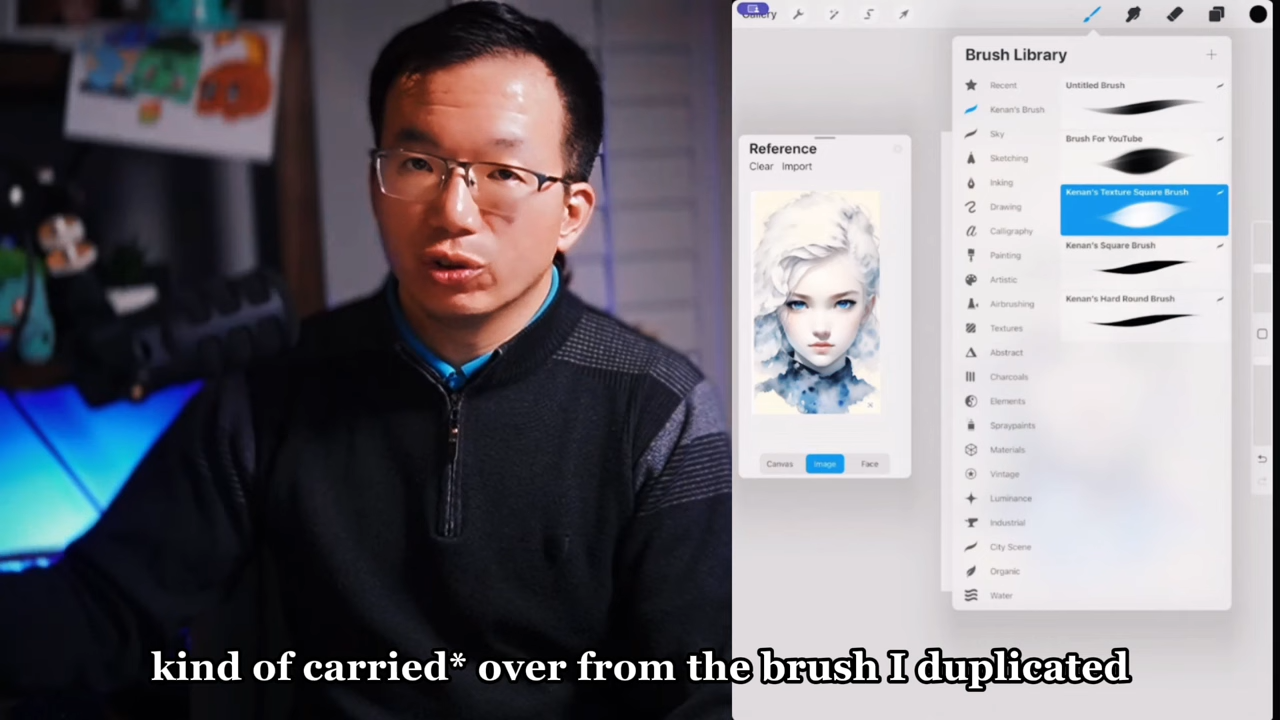 Gallery
Brush Library
Recent
Kenan's Brush
Sky
Sketching
Inking
Drawing
Calligraphy
Painting
Artistic
Airbrushing
Textures
Abstract
Charcoals
Elements
Spraypaints
Materials
Vintage
Luminance
Industrial
City Scene
Organic
Water
Untitled Brush
Brush For YouTube
Kenan's Texture Square Brush
Kenan's Square Brush
Kenan's Hard Round Brush
Reference
Clear Import
Canvas Image Face
kind of carried* over from the brush I duplicated